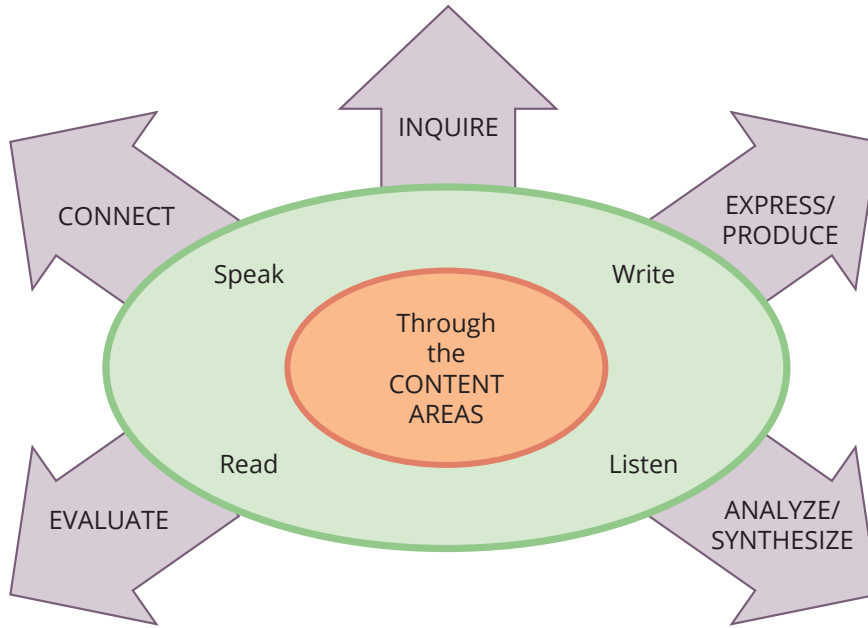 INQUIRE
CONNECT
EXPRESS/
PRODUCE
Speak
Write
Through
the
CONTENT
AREAS
Read
Listen
EVALUATE
ANALYZE/
SYNTHESIZE